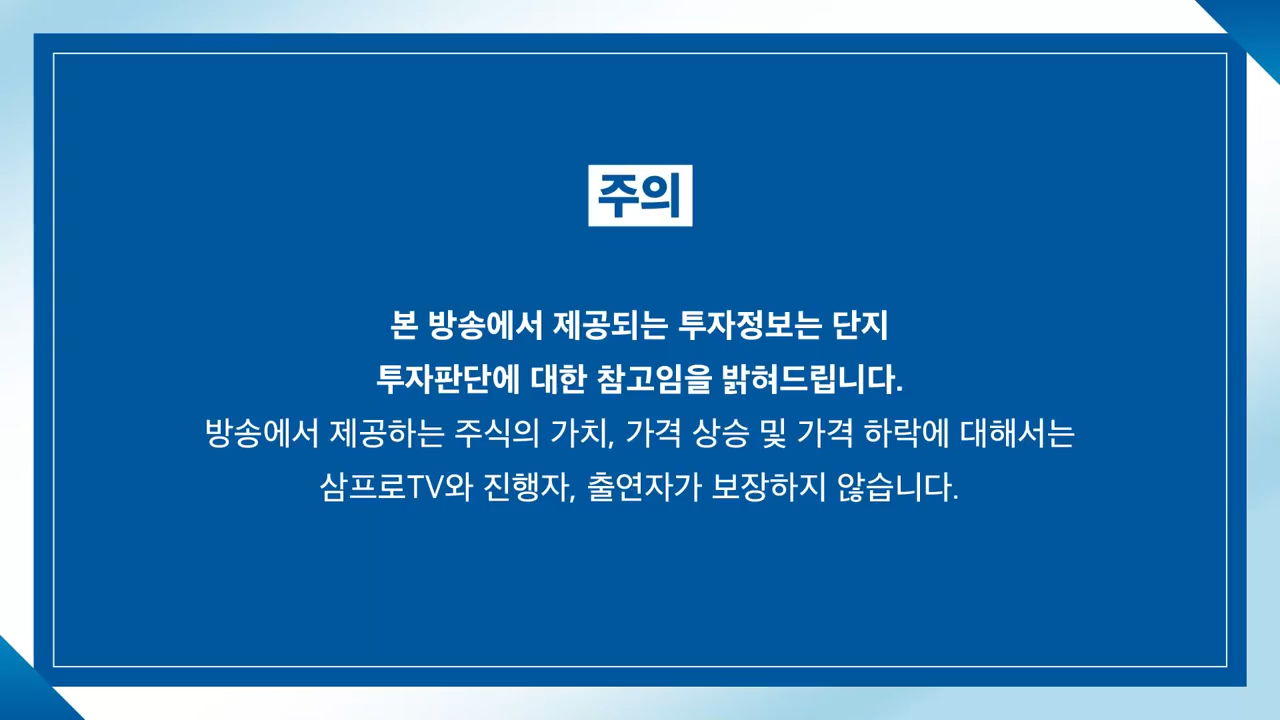 주의
본 방송에서 제공되는 투자정보는 단지
투자판단에 대한 참고임을 밝혀드립니다.
방송에서 제공하는 주식의 가치, 가격 상승 및 가격 하락에 대해서는
삼프로TV와 진행자, 출연자가 보장하지 않습니다.